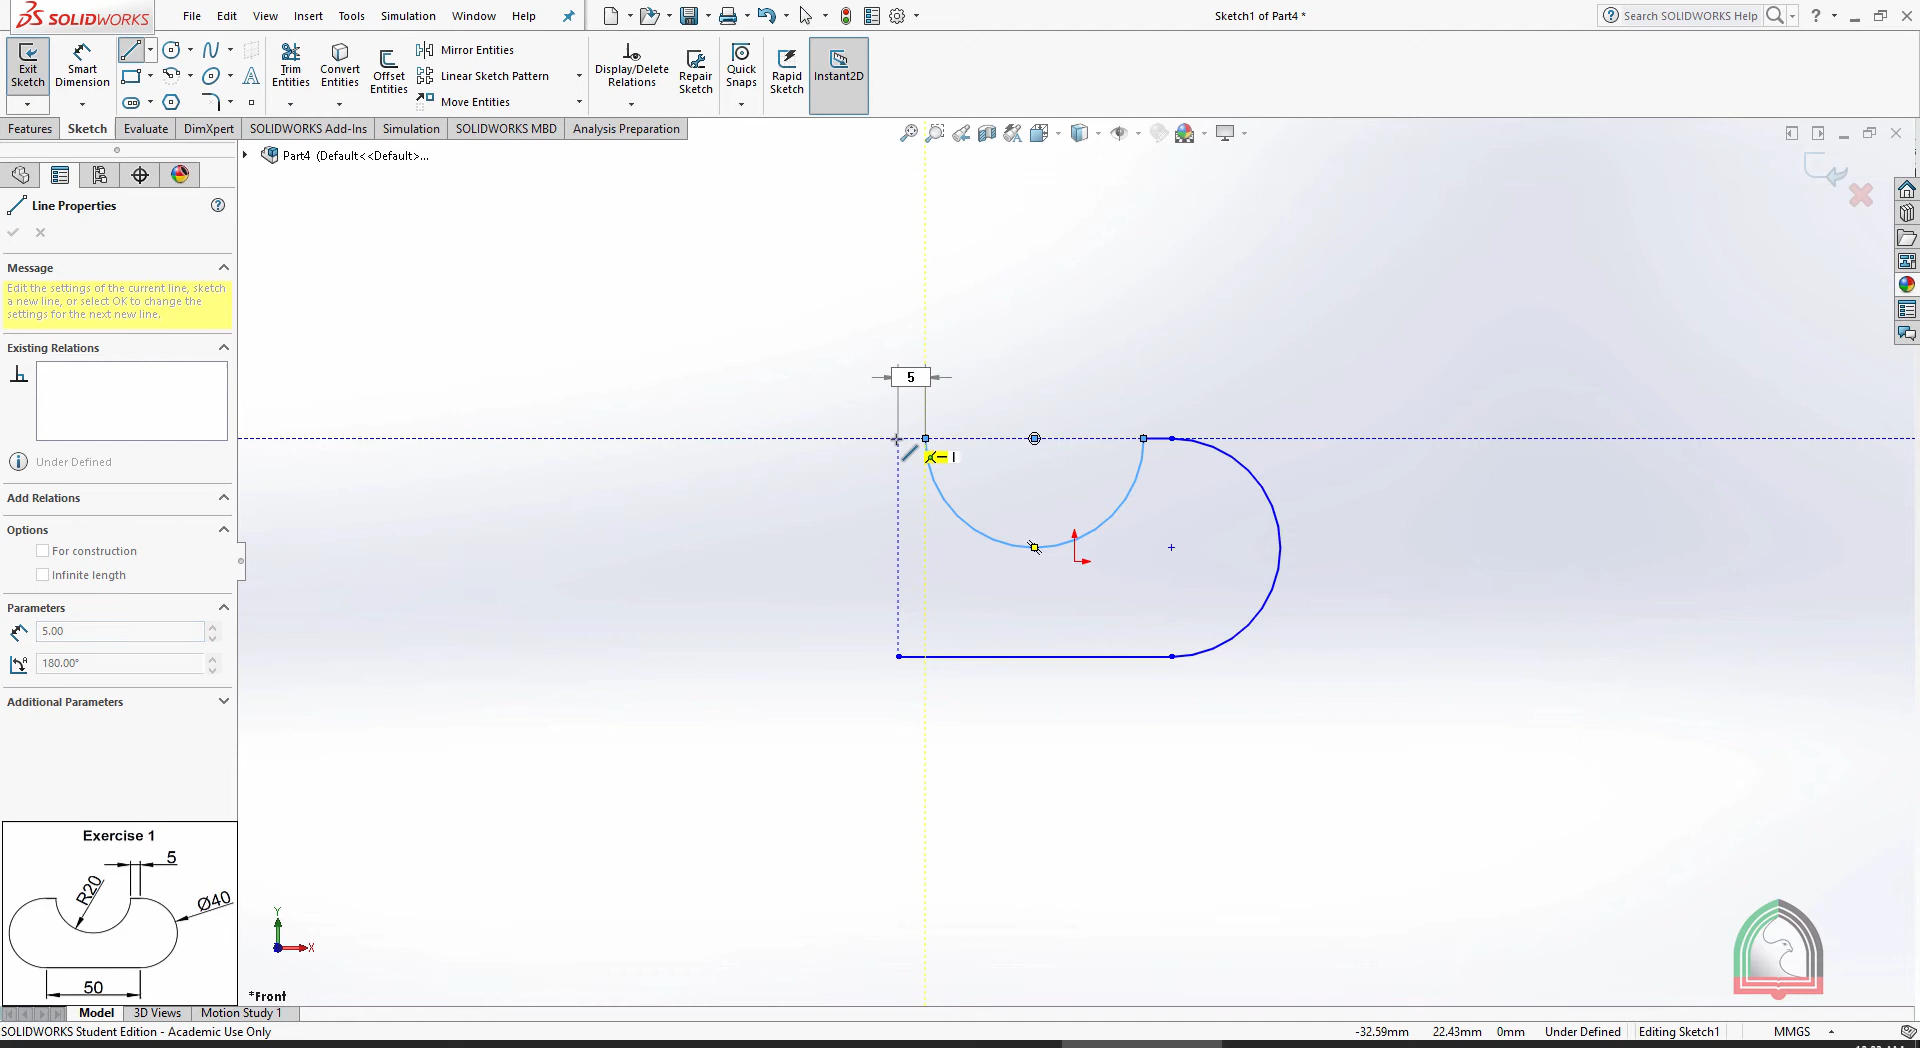 SOLIDWORKS
File Edit View Insert Tools Simulation Window Help
Sketch1 of Part4 *
Search SOLIDWORKS Help
Exit Sketch
Smart Dimension
Trim Entities
Convert Entities
Offset Entities
Mirror Entities
Linear Sketch Pattern
Move Entities
Display/Delete Relations
Repair Sketch
Quick Snaps
Rapid Sketch
Instant2D
Features Sketch Evaluate DimXpert SOLIDWORKS Add-Ins Simulation SOLIDWORKS MBD Analysis Preparation
Part4 (Default<<Default>...
Line Properties
Message
Edit the settings of the current line, sketch
a new line, or select OK to change the
settings for the next new line.
Existing Relations
Under Defined
Add Relations
Options
For construction
Infinite length
Parameters
5.00
180.00°
Additional Parameters
5
Exercise 1
5
R20
Ø40
50
Y
X
*Front
Model 3D Views Motion Study 1
SOLIDWORKS Student Edition - Academic Use Only
-32.59mm 22.43mm 0mm Under Defined Editing Sketch1 MMGS